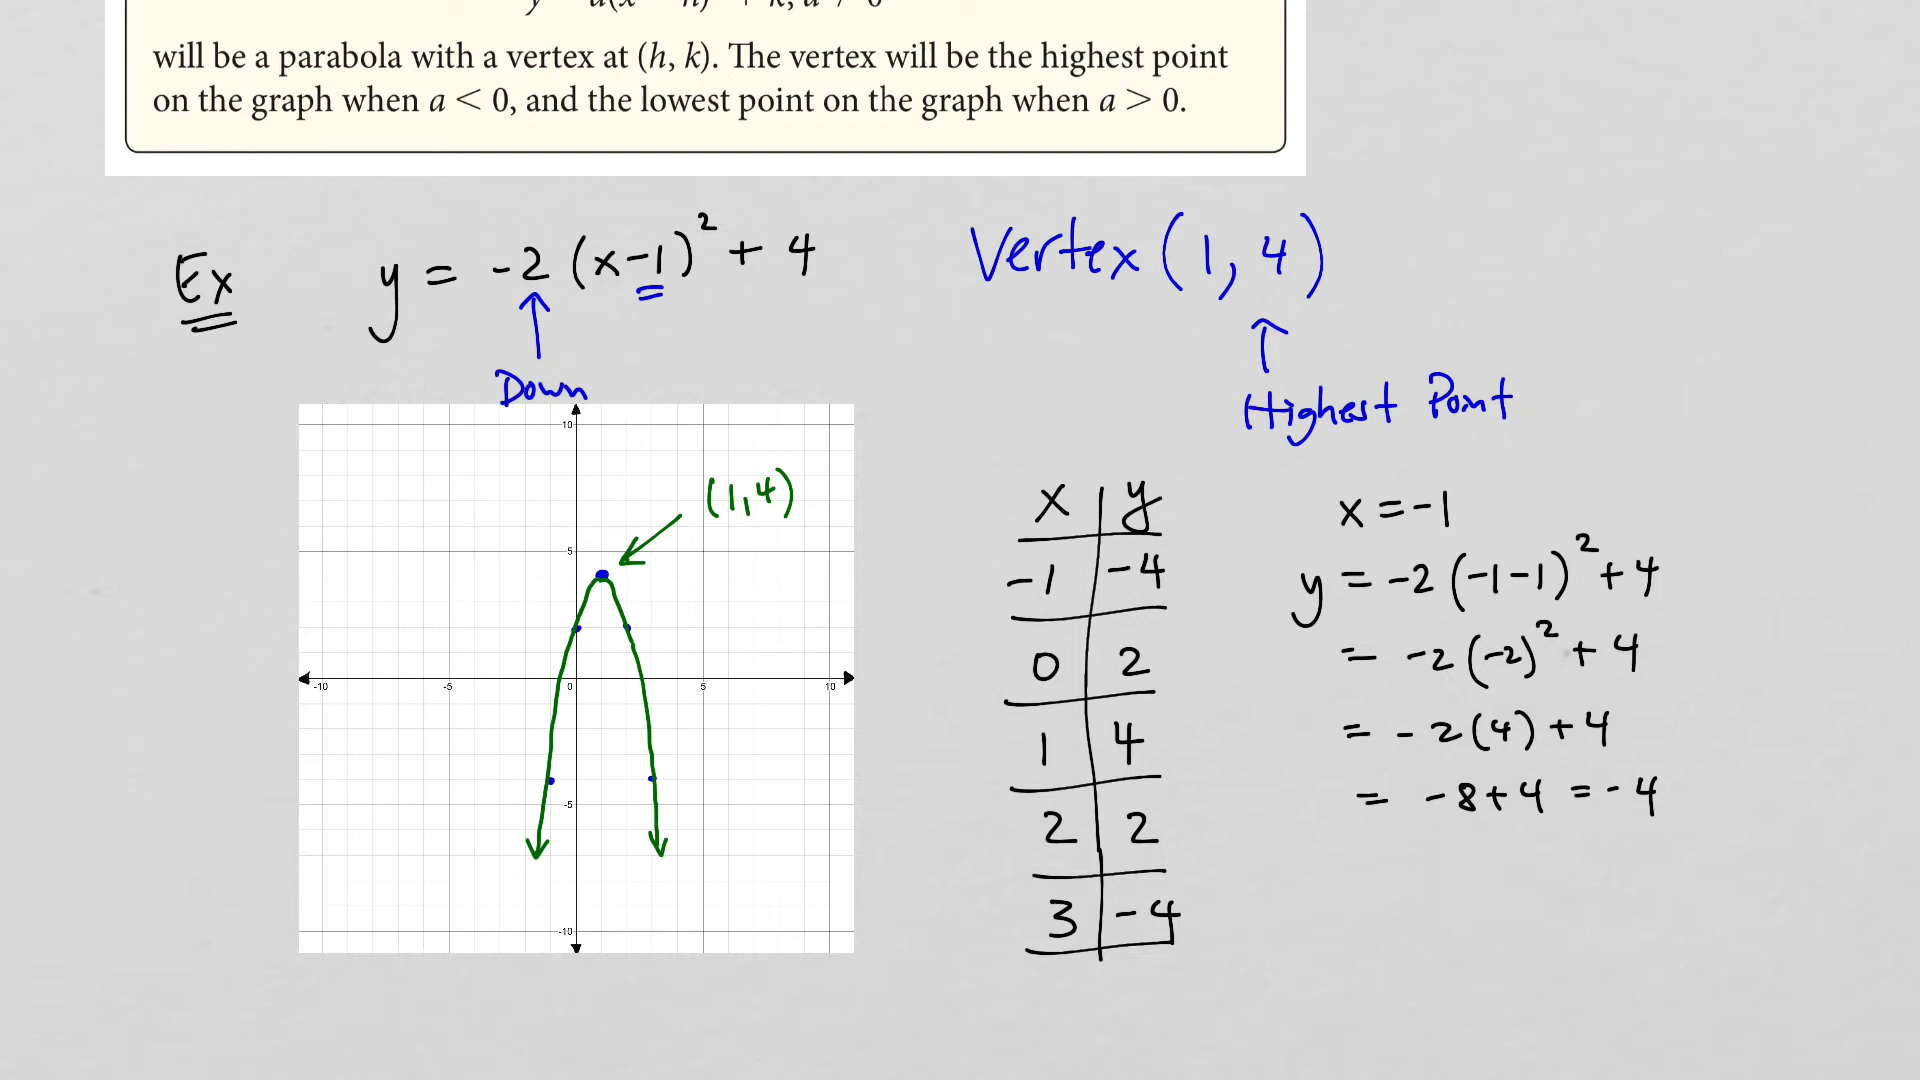 will be a parabola with a vertex at (h, k). The vertex will be the highest point
on the graph when a < 0, and the lowest point on the graph when a > 0.
Ex y = -2(x-1)² + 4
Vertex (1, 4)
Down
Highest Point
10
(1,4)
5
-10 -5 0 5 10
-5
-10
x y
-1 -4
0 2
1 4
2 2
3 -4
x = -1
y = -2(-1-1)² + 4
= -2(-2)² + 4
= -2(4) + 4
= -8+4 = -4